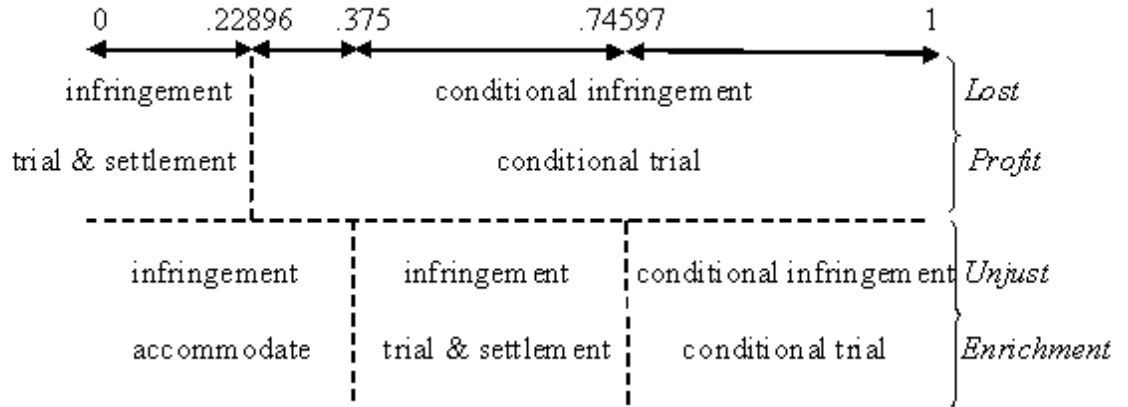 0 .22896 .375 .74597 1
infringement conditional infringement Lost
trial & settlement conditional trial Profit
infringement infringement conditional infringement Unjust
accommodate trial & settlement conditional trial Enrichment